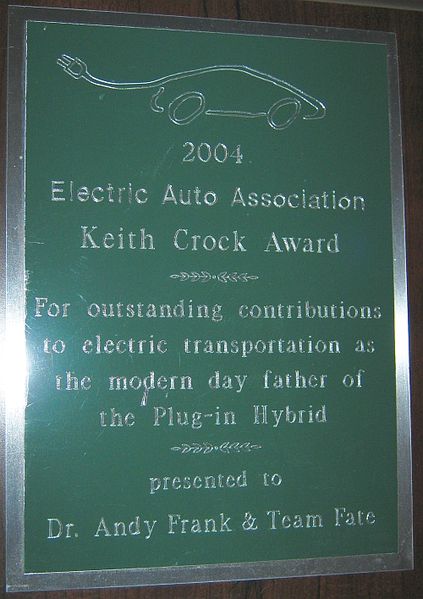 2004
Electric Auto Association
Keith Crock Award
For outstanding contributions
to electric transportation as
the modern day father of
the Plug-in Hybrid
presented to
Dr. Andy Frank & Team Fate